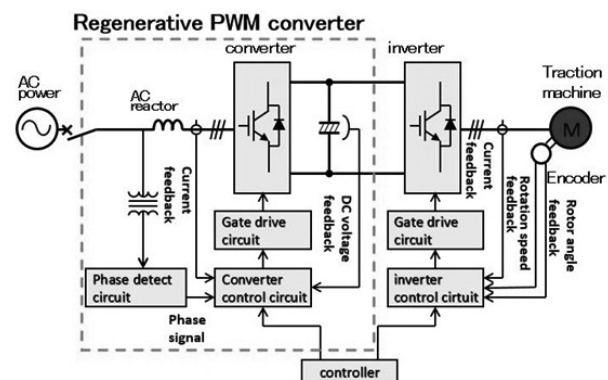 Regenerative PWM converter
converter
inverter
AC
power
AC
reactor
Traction
machine
M
Encoder
Current
feedback
DC voltage
feedback
Current
feedback
Rotation speed
feedback
Rotor angle
feedback
Gate drive
circuit
Gate drive
circuit
Phase detect
circuit
Converter
control circuit
inverter
control cirtuit
Phase
signal
controller